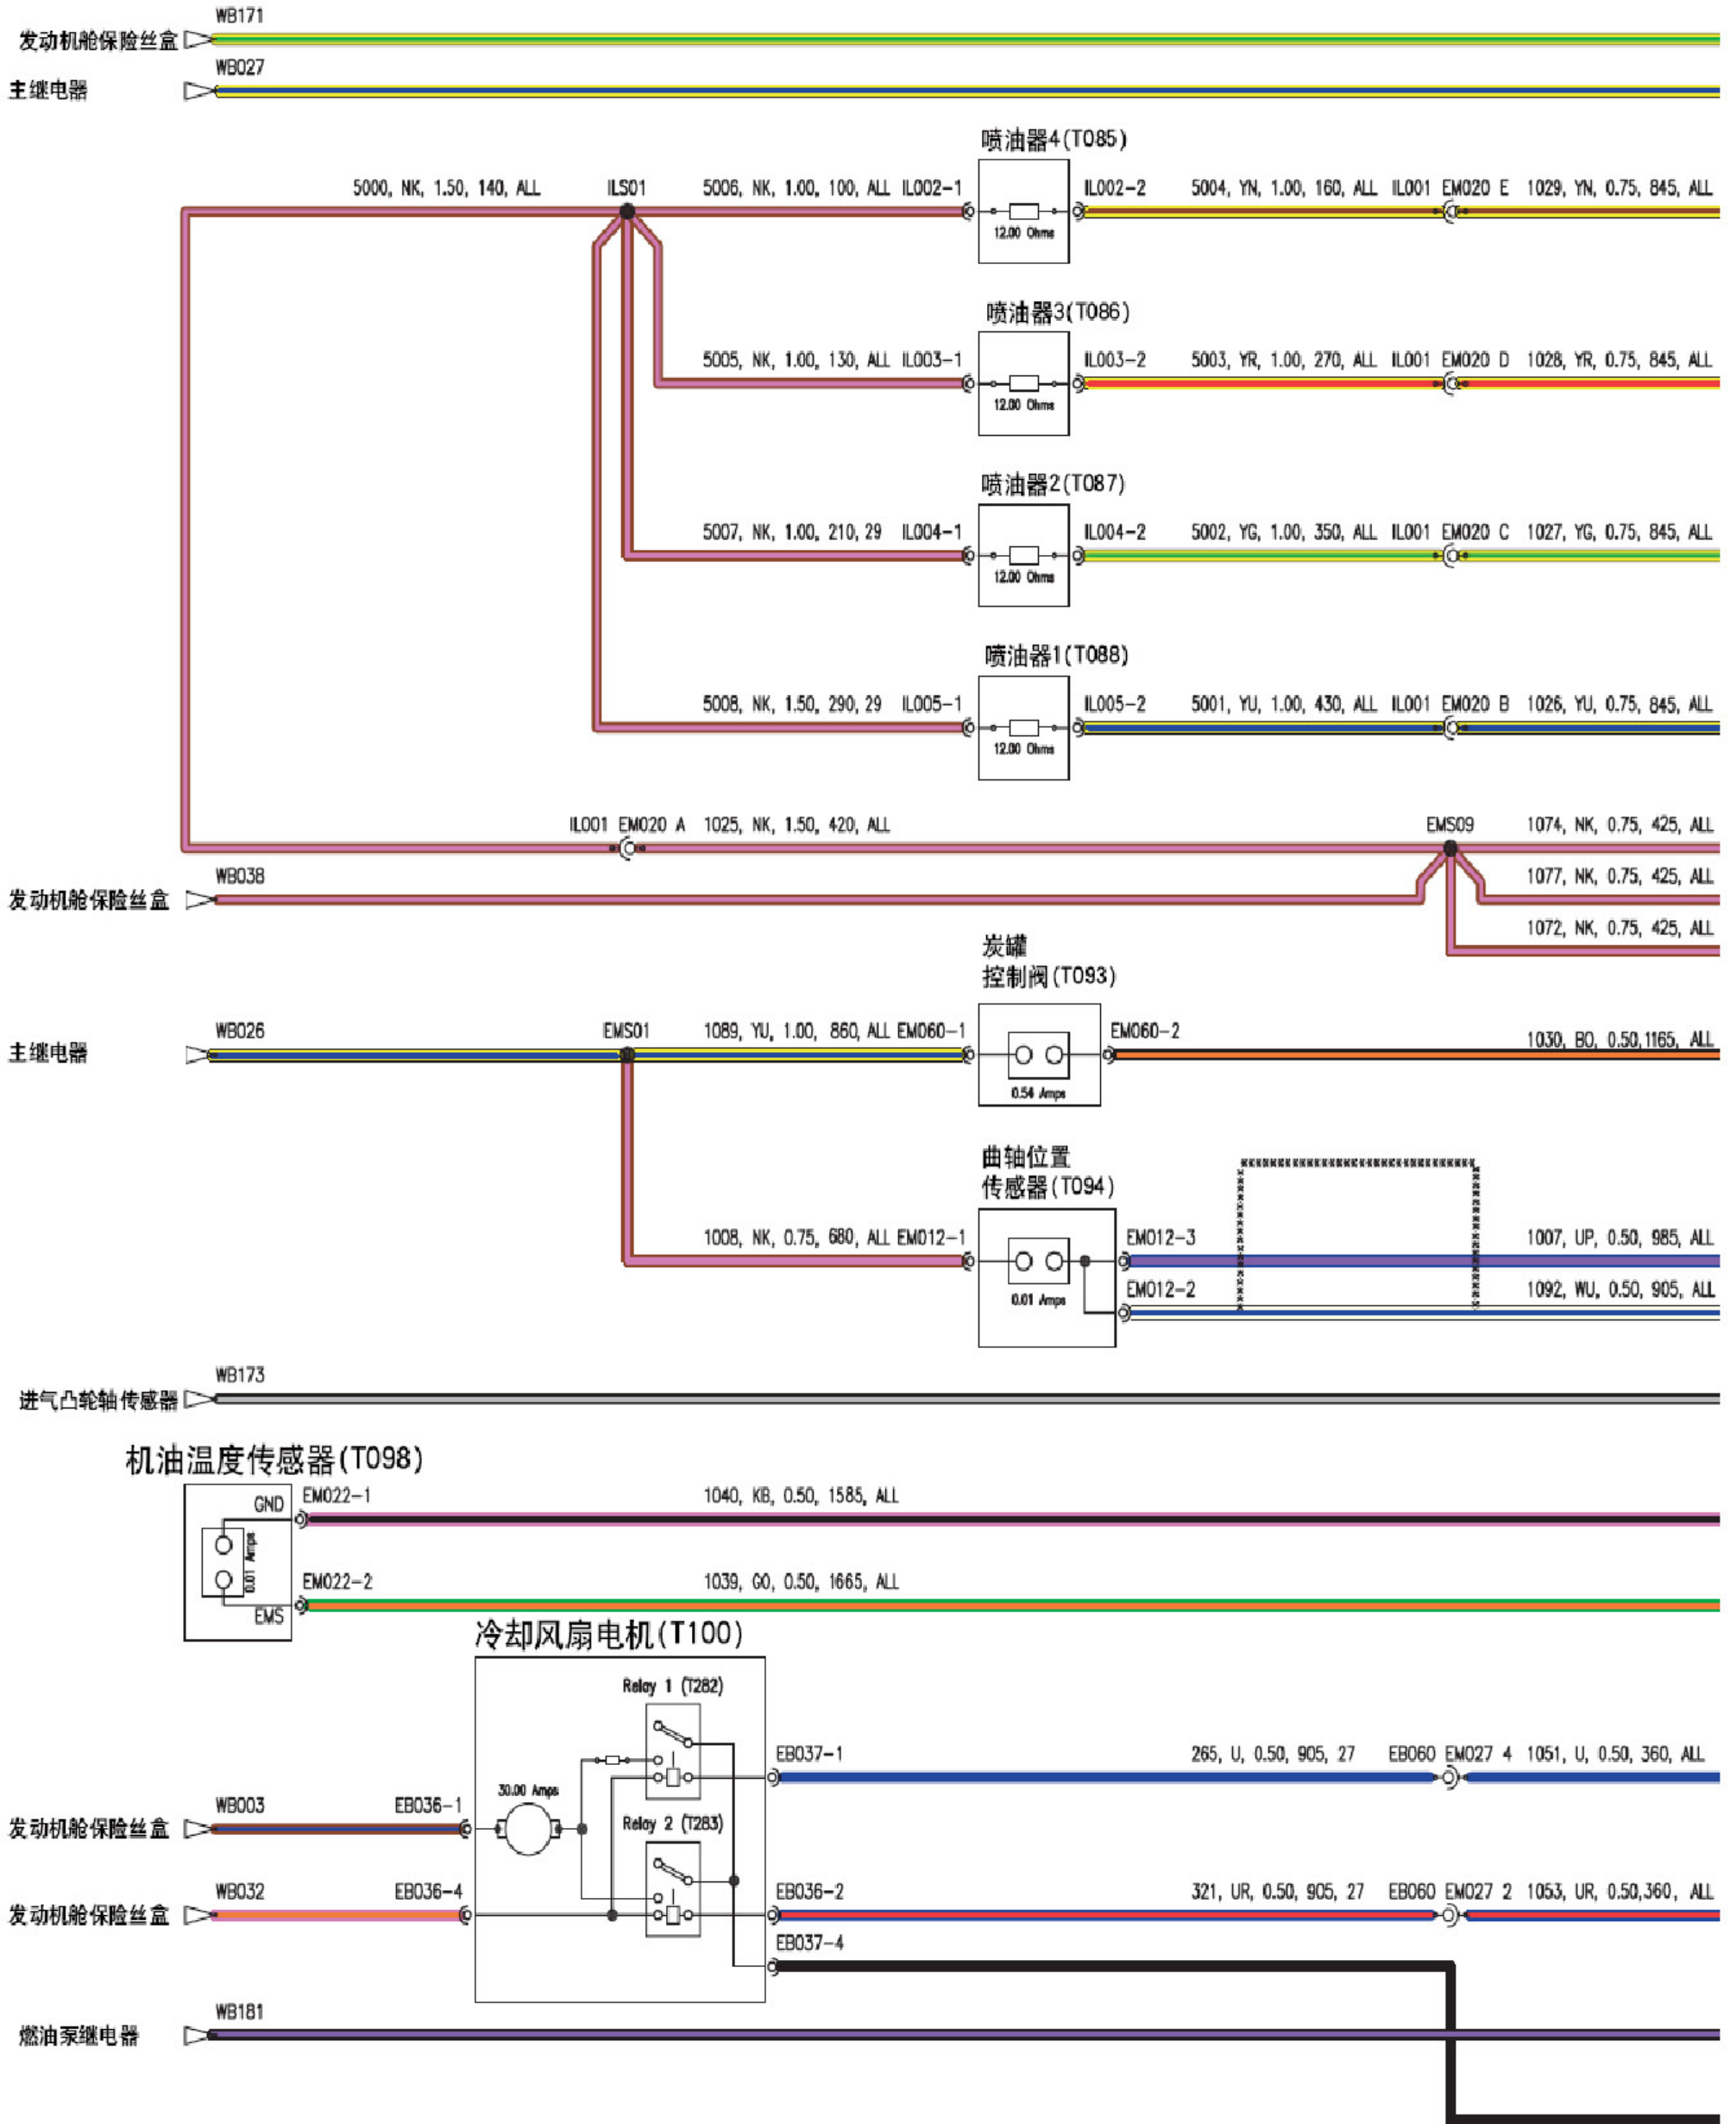 WB171
发动机舱保险丝盒
WB027
主继电器
喷油器4(T085)
5000, NK, 1.50, 140, ALL ILS01 5006, NK, 1.00, 100, ALL IL002-1 IL002-2 5004, YN, 1.00, 160, ALL IL001 EM020 E 1029, YN, 0.75, 845, ALL
12.00 Ohms
喷油器3(T086)
5005, NK, 1.00, 130, ALL IL003-1 IL003-2 5003, YR, 1.00, 270, ALL IL001 EM020 D 1028, YR, 0.75, 845, ALL
12.00 Ohms
喷油器2(T087)
5007, NK, 1.00, 210, 29 IL004-1 IL004-2 5002, YG, 1.00, 350, ALL IL001 EM020 C 1027, YG, 0.75, 845, ALL
12.00 Ohms
喷油器1(T088)
5008, NK, 1.50, 290, 29 IL005-1 IL005-2 5001, YU, 1.00, 430, ALL IL001 EM020 B 1026, YU, 0.75, 845, ALL
12.00 Ohms
IL001 EM020 A 1025, NK, 1.50, 420, ALL EMS09 1074, NK, 0.75, 425, ALL
WB038 1077, NK, 0.75, 425, ALL
发动机舱保险丝盒
1072, NK, 0.75, 425, ALL
炭罐
控制阀(T093)
WB026 EMS01 1089, YU, 1.00, 860, ALL EM060-1 EM060-2 1030, BO, 0.50,1165, ALL
主继电器
0.54 Amps
曲轴位置
传感器(T094)
1008, NK, 0.75, 680, ALL EM012-1 EM012-3 1007, UP, 0.50, 985, ALL
EM012-2 1092, WU, 0.50, 905, ALL
0.01 Amps
WB173
进气凸轮轴传感器
机油温度传感器(T098)
GND EM022-1 1040, KB, 0.50, 1585, ALL
0.01 Amps
EM022-2 1039, GO, 0.50, 1665, ALL
EMS
冷却风扇电机(T100)
Relay 1 (T282)
EB037-1 265, U, 0.50, 905, 27 EB060 EM027 4 1051, U, 0.50, 360, ALL
30.00 Amps
WB003 EB036-1
发动机舱保险丝盒
Relay 2 (T283)
WB032 EB036-4 EB036-2 321, UR, 0.50, 905, 27 EB060 EM027 2 1053, UR, 0.50,360, ALL
发动机舱保险丝盒
EB037-4
WB181
燃油泵继电器